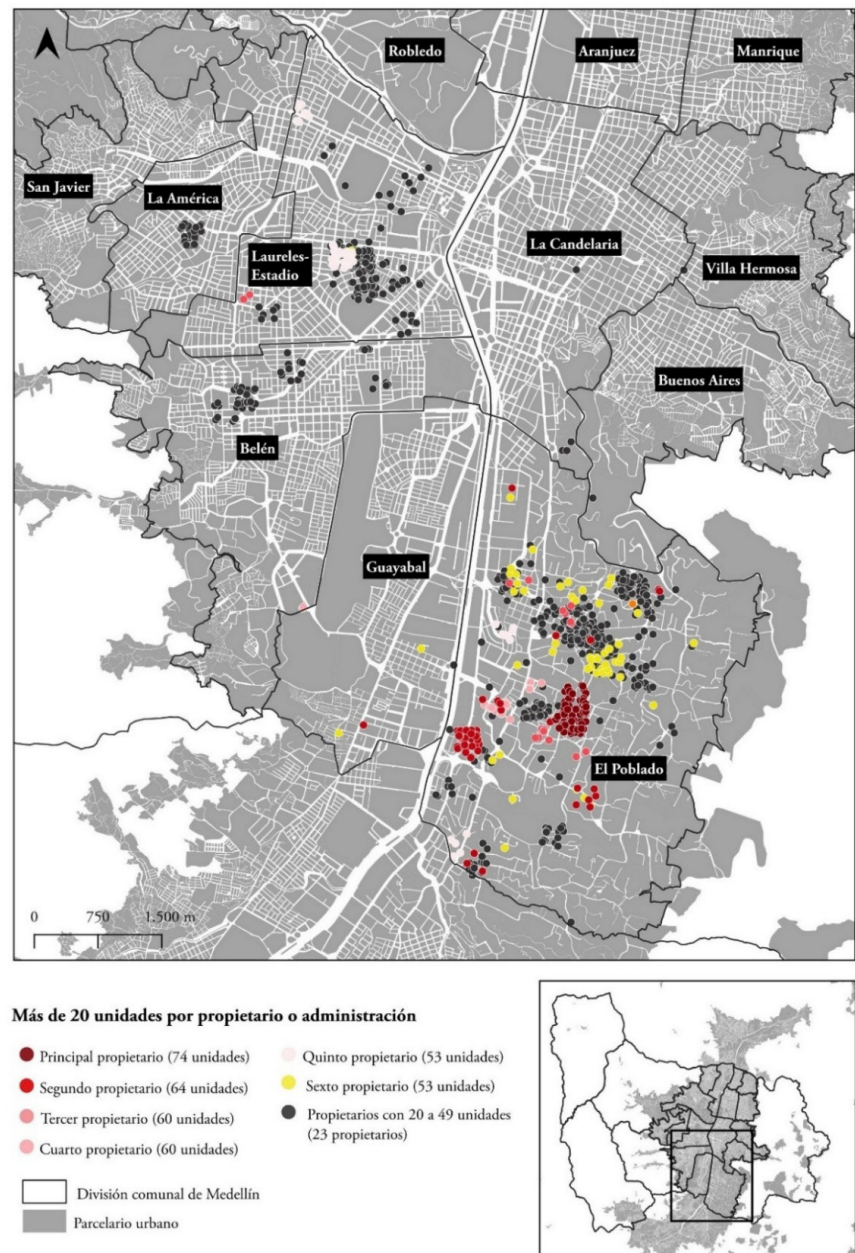 Robledo
Aranjuez
Manrique
San Javier
La América
Laureles-
Estadio
La Candelaria
Villa Hermosa
Buenos Aires
Belén
Guayabal
El Poblado
0 750 1.500 m
Más de 20 unidades por propietario o administración
Principal propietario (74 unidades)
Segundo propietario (64 unidades)
Tercer propietario (60 unidades)
Cuarto propietario (60 unidades)
Quinto propietario (53 unidades)
Sexto propietario (53 unidades)
Propietarios con 20 a 49 unidades
(23 propietarios)
División comunal de Medellín
Parcelario urbano